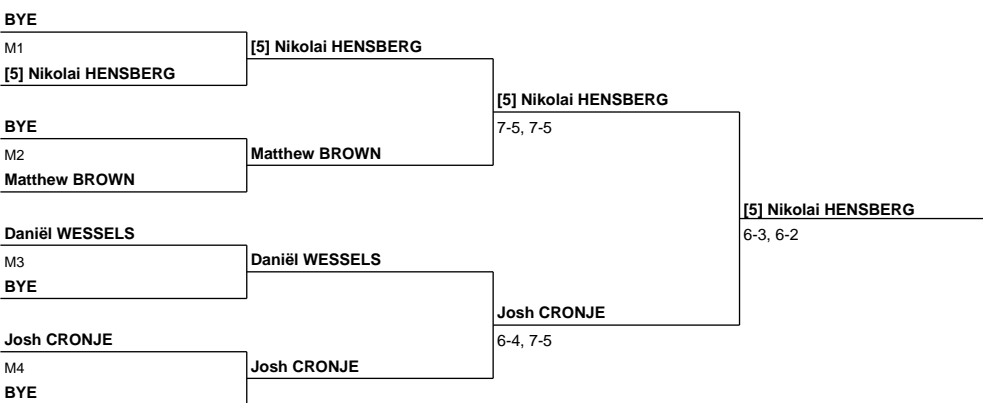 BYE
M1
[5] Nikolai HENSBERG
[5] Nikolai HENSBERG
BYE
M2
Matthew BROWN
Matthew BROWN
[5] Nikolai HENSBERG
7-5, 7-5
Daniël WESSELS
M3
BYE
Daniël WESSELS
Josh CRONJE
M4
BYE
Josh CRONJE
Josh CRONJE
6-4, 7-5
[5] Nikolai HENSBERG
6-3, 6-2